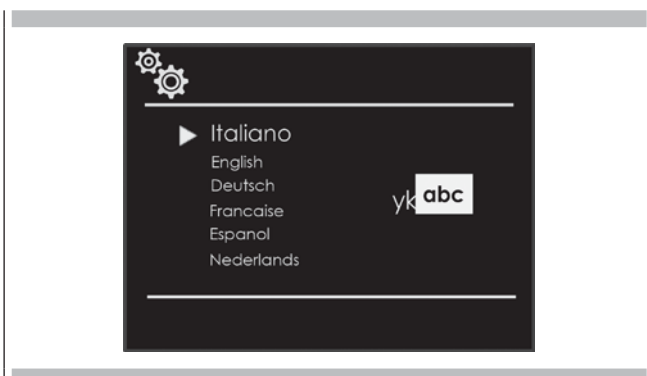 Italiano
English
Deutsch
Francaise
Espanol
Nederlands
yk abc